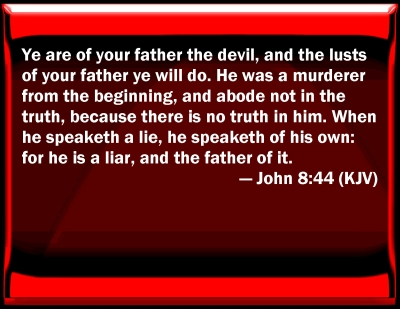 Ye are of your father the devil, and the lusts
of your father ye will do. He was a murderer
from the beginning, and abode not in the
truth, because there is no truth in him. When
he speaketh a lie, he speaketh of his own:
for he is a liar, and the father of it.
— John 8:44 (KJV)